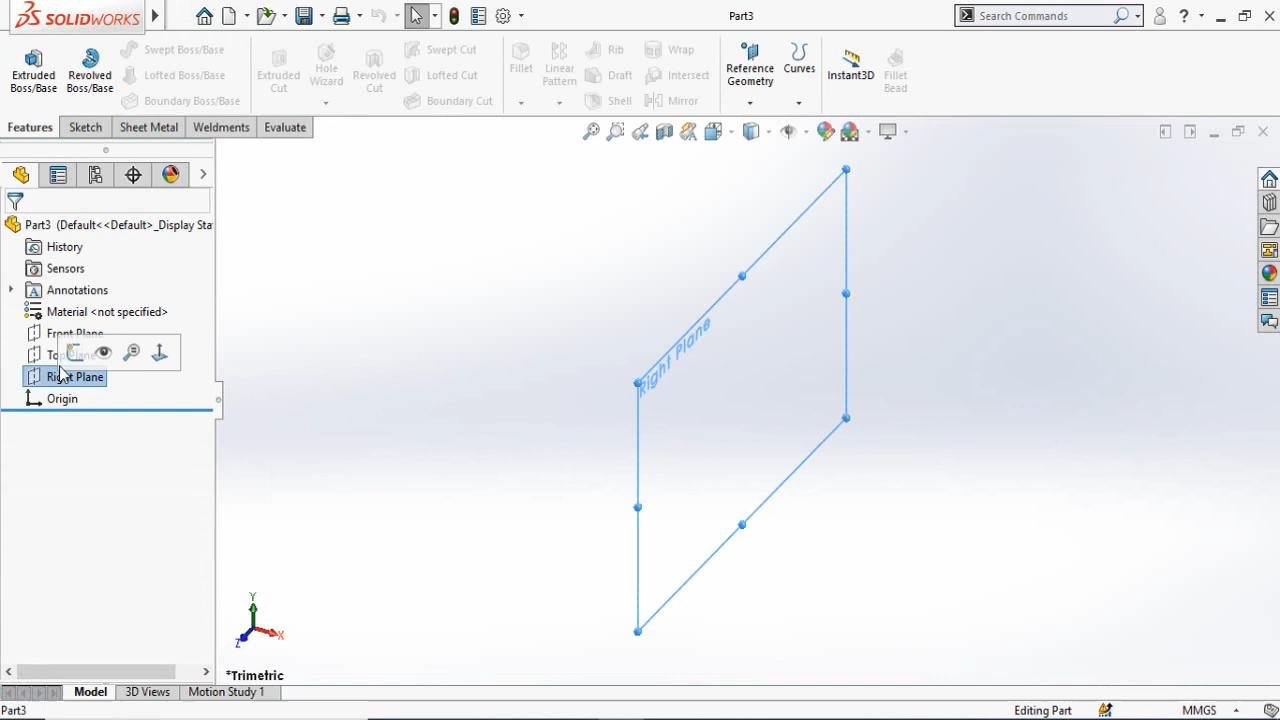 SOLIDWORKS
Part3
Search Commands
Extruded Boss/Base
Revolved Boss/Base
Swept Boss/Base
Lofted Boss/Base
Boundary Boss/Base
Extruded Cut
Hole Wizard
Revolved Cut
Swept Cut
Lofted Cut
Boundary Cut
Fillet
Linear Pattern
Rib
Draft
Shell
Wrap
Intersect
Mirror
Reference Geometry
Curves
Instant3D
Fillet Bead
Features
Sketch
Sheet Metal
Weldments
Evaluate
Part3 (Default<<Default>_Display Sta
History
Sensors
Annotations
Material <not specified>
Front Plane
Top Plane
Right Plane
Origin
Right Plane
Y
X
Z
*Trimetric
Model
3D Views
Motion Study 1
Part3
Editing Part
MMGS